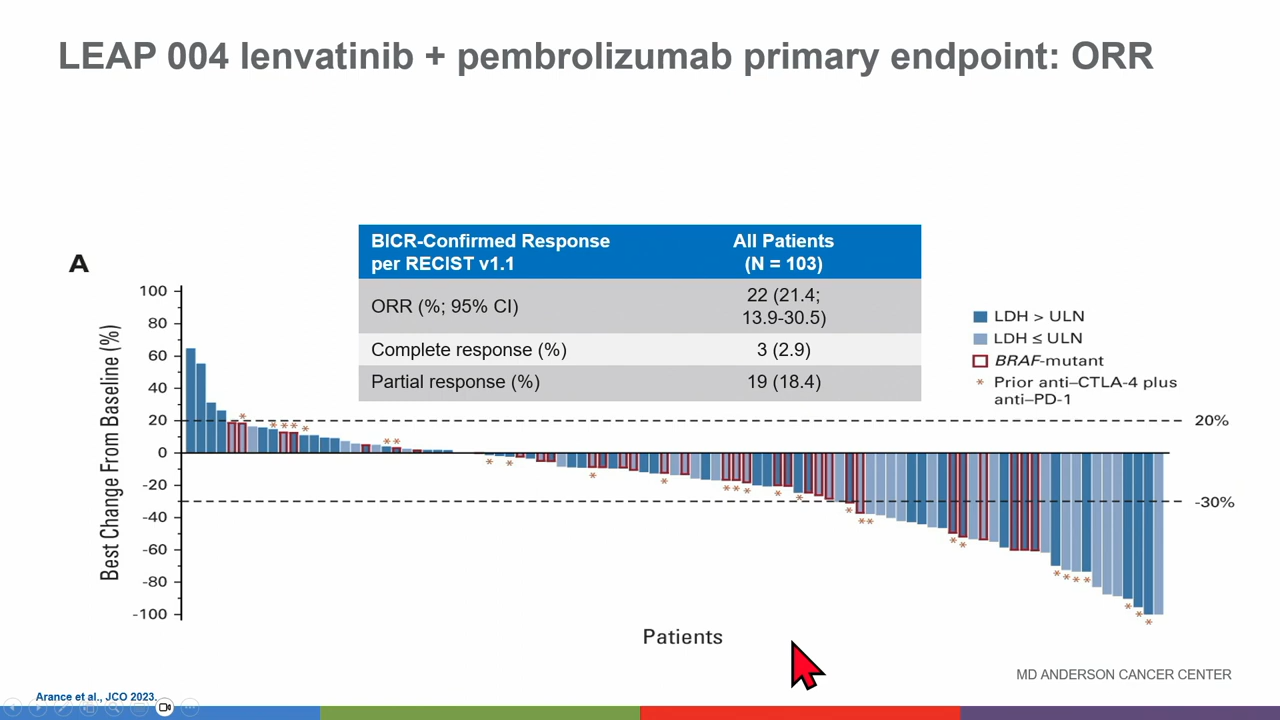 LEAP 004 lenvatinib + pembrolizumab primary endpoint: ORR
BICR-Confirmed Response
per RECIST v1.1
All Patients
(N = 103)
ORR (%; 95% CI)
22 (21.4;
13.9-30.5)
Complete response (%)
3 (2.9)
Partial response (%)
19 (18.4)
A
Best Change From Baseline (%)
100
80
60
40
20
0
-20
-40
-60
-80
-100
LDH > ULN
LDH ≤ ULN
BRAF-mutant
* Prior anti–CTLA-4 plus
anti–PD-1
20%
-30%
Patients
MD ANDERSON CANCER CENTER
Arance et al., JCO 2023.